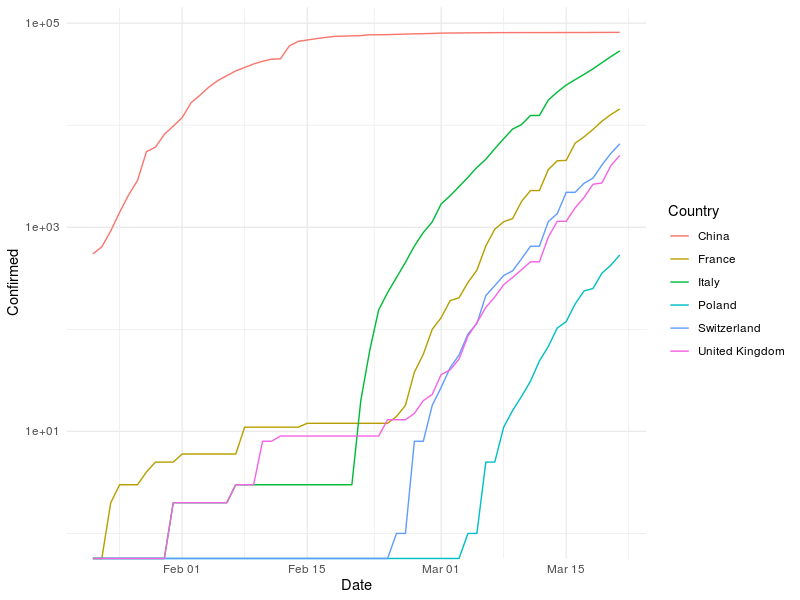 1e+05
1e+03
1e+01
Confirmed
Feb 01
Feb 15
Mar 01
Mar 15
Date
Country
China
France
Italy
Poland
Switzerland
United Kingdom